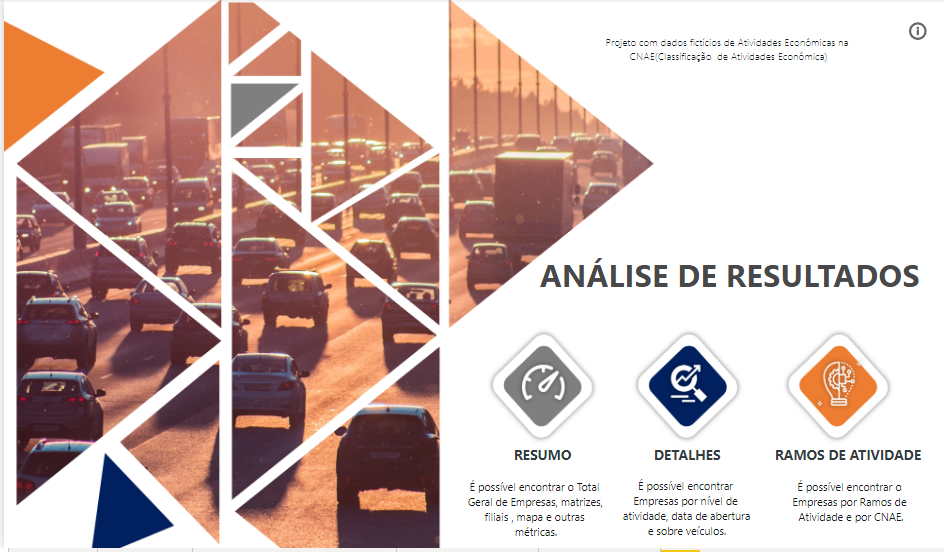 Projeto com dados fictícios de Atividades Econômicas na
CNAE(Classificação de Atividades Econômica)
ANÁLISE DE RESULTADOS
RESUMO
É possível encontrar o Total
Geral de Empresas, matrizes,
filiais , mapa e outras
métricas.
DETALHES
É possível encontrar
Empresas por nível de
atividade, data de abertura
e sobre veículos.
RAMOS DE ATIVIDADE
É possível encontrar o
Empresas por Ramos de
Atividade e por CNAE.